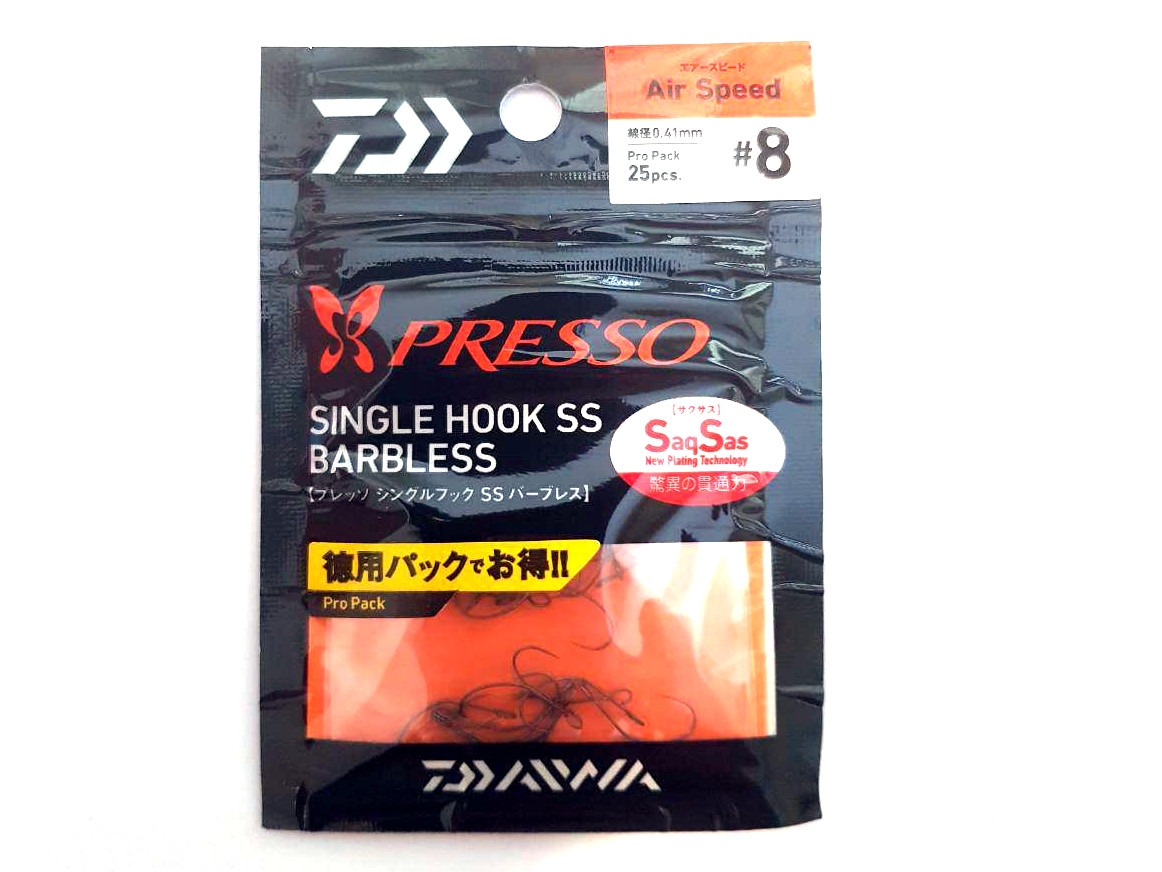 エアースピード
Air Speed
線径0.41mm
Pro Pack
25pcs.
#8
PRESSO
SINGLE HOOK SS
BARBLESS
【プレッソ シングルフック SS バーブレス】
［サクサス］
SaqSas
New Plating Technology
驚異の貫通力
徳用パックでお得!!
Pro Pack
DAIWA